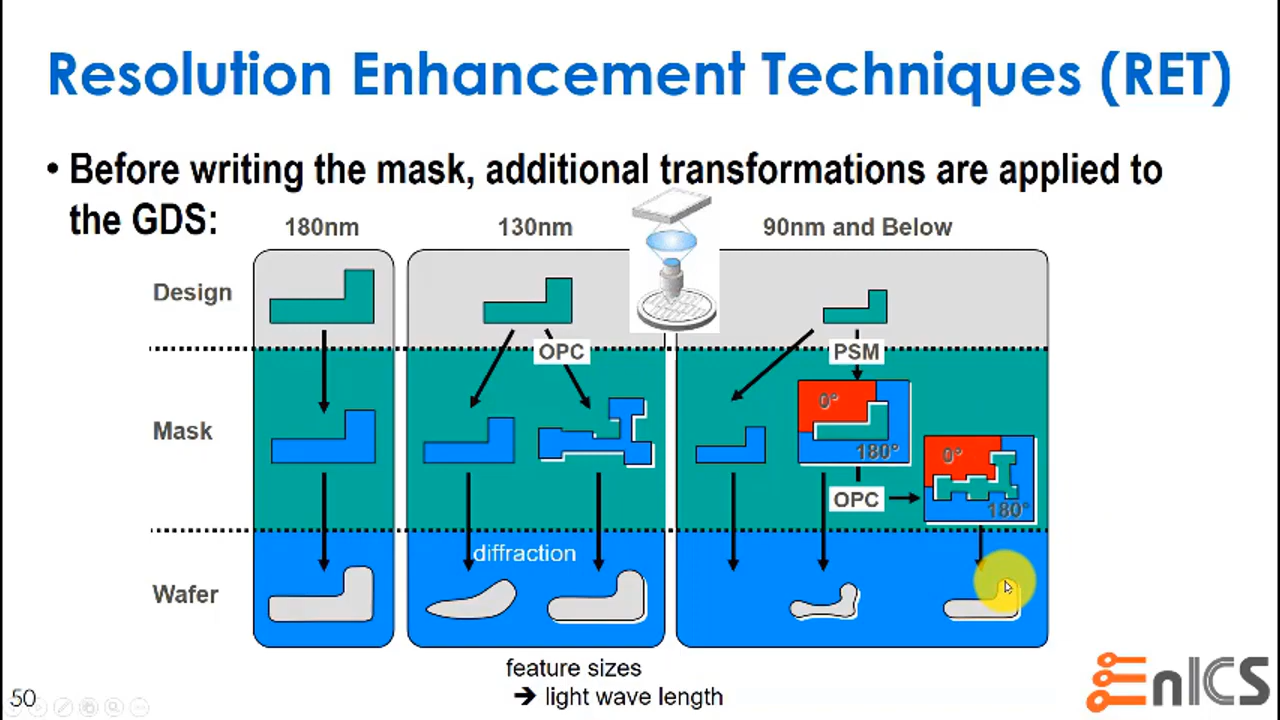 Resolution Enhancement Techniques (RET)
• Before writing the mask, additional transformations are applied to
the GDS:
180nm
130nm
90nm and Below
Design
OPC
PSM
Mask
0°
180°
0°
OPC
180°
diffraction
Wafer
feature sizes
➔ light wave length
50
EnICS